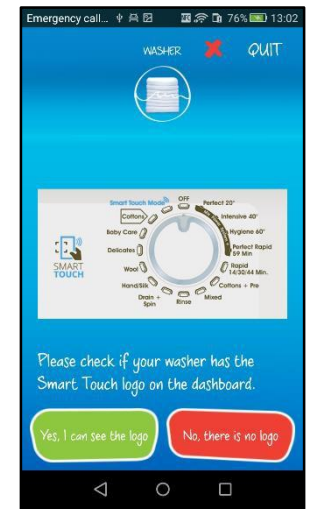 Emergency call... 76% 13:02
WASHER QUIT
Smart Touch Mode OFF Perfect 20°
Cottons Intensive 40°
Baby Care Hygiene 60°
Delicates Perfect Rapid
59 Min
SMART
TOUCH
Wool Rapid
14/30/44 Min.
Hand/Silk Cottons + Pre
Drain +
Spin Rinse Mixed
Please check if your washer has the
Smart Touch logo on the dashboard.
Yes, I can see the logo No, there is no logo